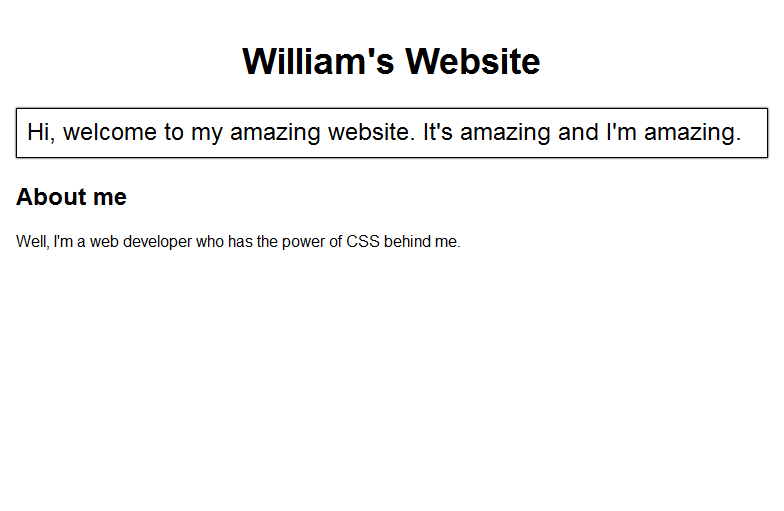 William's Website
Hi, welcome to my amazing website. It's amazing and I'm amazing.
About me
Well, I'm a web developer who has the power of CSS behind me.